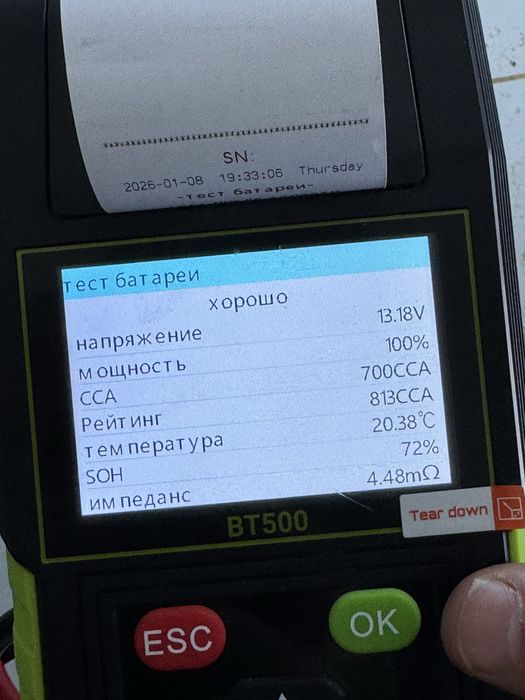 SN:
2026-01-08 19:33:06 Thursday
-тест батареи-
тест батареи
хорошо
напряжение 13.18V
мощность 100%
CCA 700CCA
Рейтинг 813CCA
температура 20.38℃
SOH 72%
импеданс 4.48mΩ
BT500
Tear down
ESC
OK